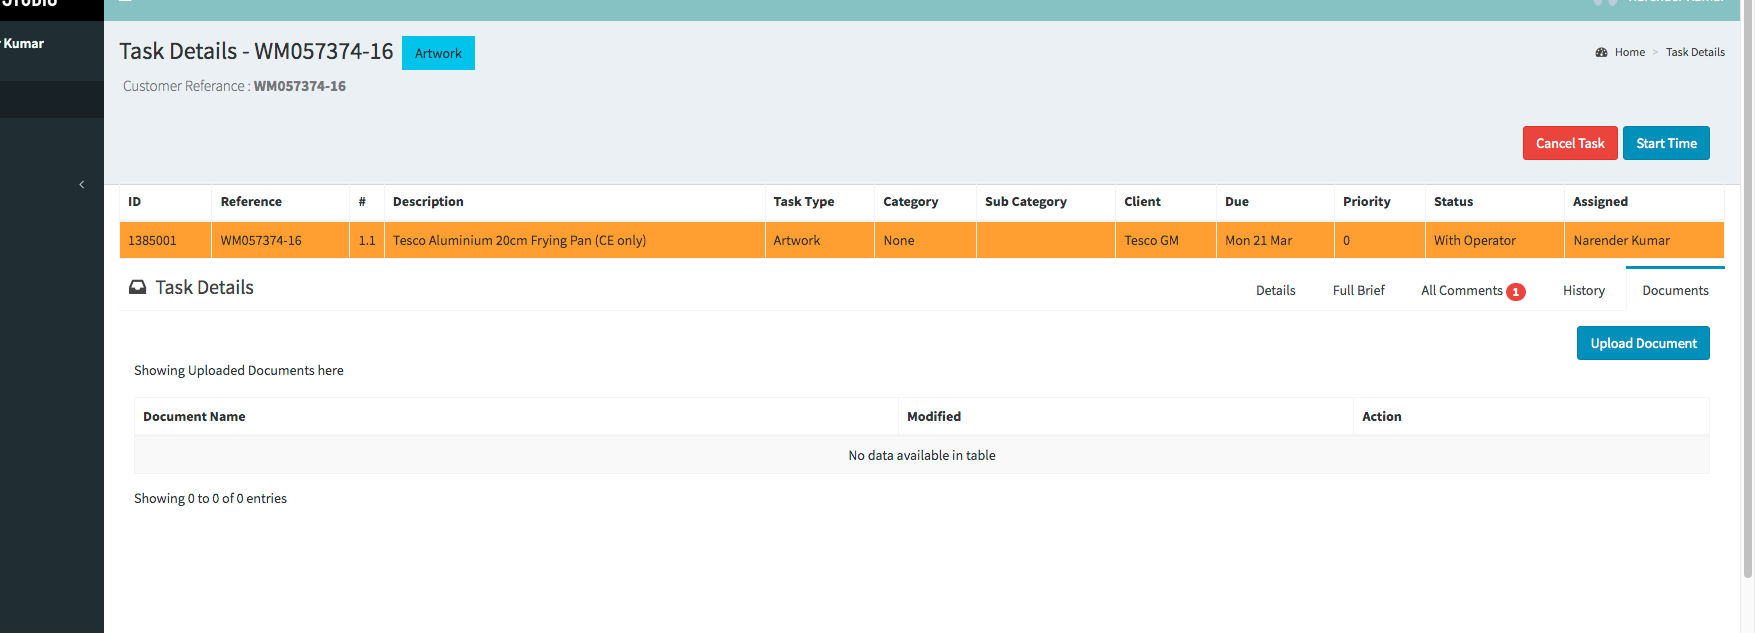 STUDIO
Narender Kumar
Kumar
Task Details - WM057374-16 Artwork
Home > Task Details
Customer Referance : WM057374-16
Cancel Task Start Time
ID Reference # Description Task Type Category Sub Category Client Due Priority Status Assigned
1385001 WM057374-16 1.1 Tesco Aluminium 20cm Frying Pan (CE only) Artwork None Tesco GM Mon 21 Mar 0 With Operator Narender Kumar
Task Details Details Full Brief All Comments 1 History Documents
Upload Document
Showing Uploaded Documents here
Document Name Modified Action
No data available in table
Showing 0 to 0 of 0 entries